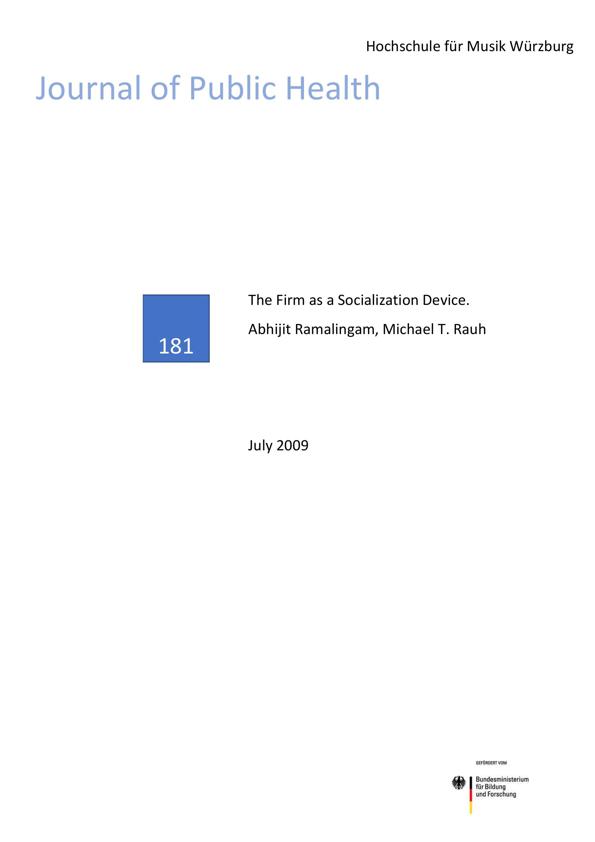 Hochschule für Musik Würzburg
Journal of Public Health
The Firm as a Socialization Device.
Abhijit Ramalingam, Michael T. Rauh
181
July 2009
GEFÖRDERT VOM
Bundesministerium
für Bildung
und Forschung